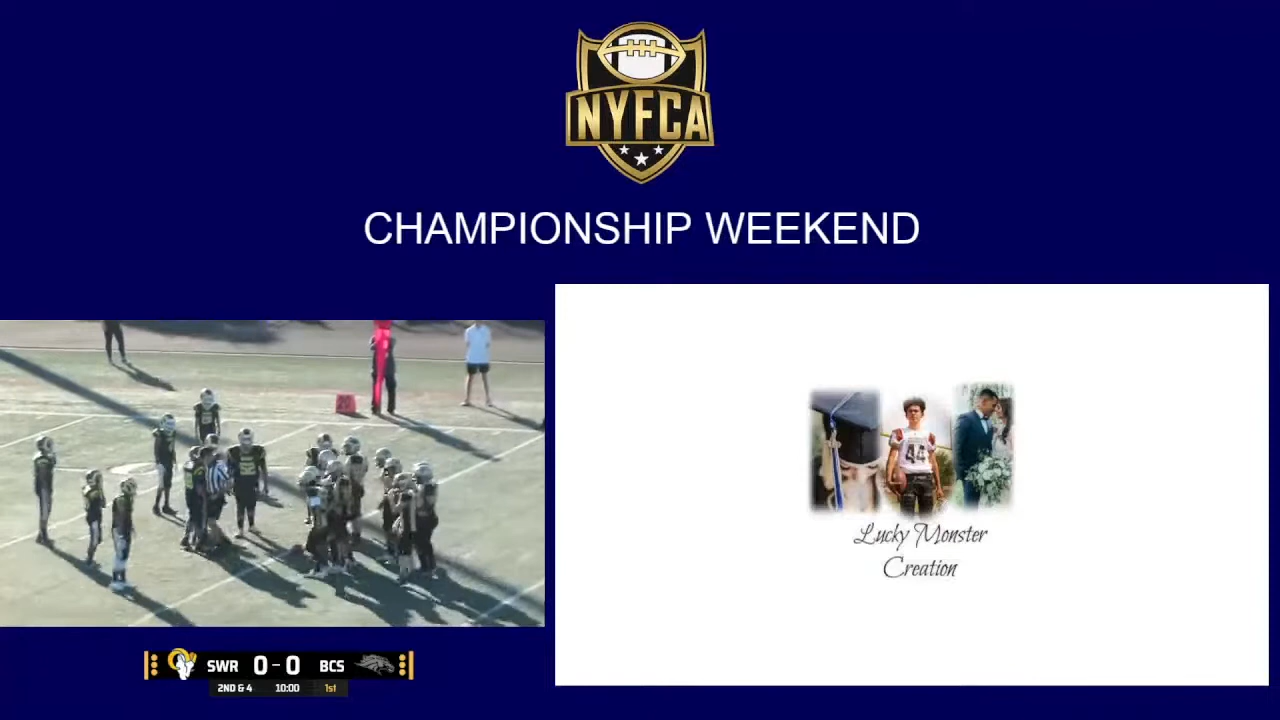 NYFCA
CHAMPIONSHIP WEEKEND
44
Lucky Monster
Creation
SWR 0 - 0 BCS
2ND & 4 10:00 1st